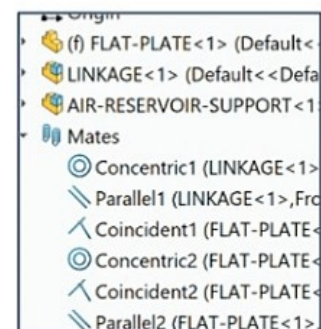 Origin
(f) FLAT-PLATE<1> (Default<
LINKAGE<1> (Default<<Defa
AIR-RESERVOIR-SUPPORT<1
Mates
Concentric1 (LINKAGE<1>
Parallel1 (LINKAGE<1>,Fro
Coincident1 (FLAT-PLATE<
Concentric2 (FLAT-PLATE<
Coincident2 (FLAT-PLATE<
Parallel2 (FLAT-PLATE<1>,